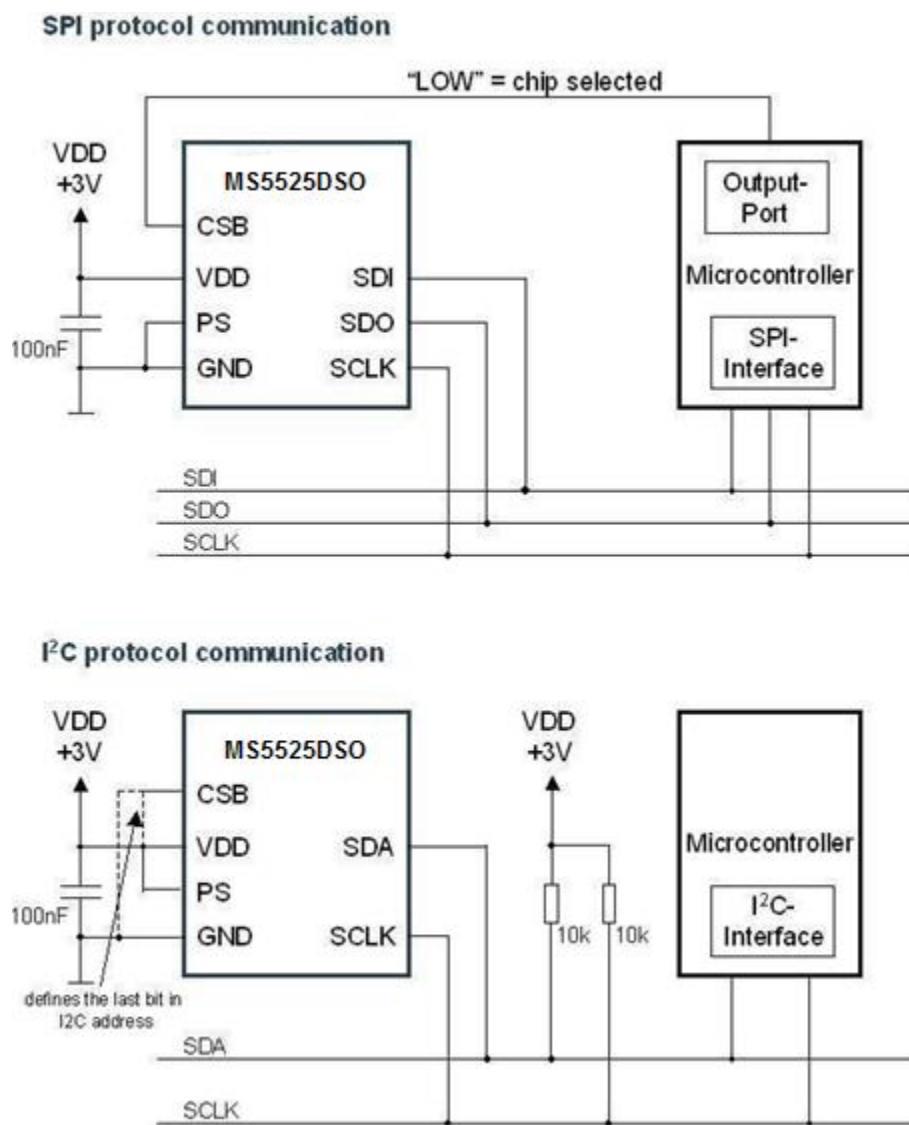 SPI protocol communication
"LOW" = chip selected
VDD
+3V
100nF
MS5525DSO
CSB
VDD
PS
GND
SDI
SDO
SCLK
Output-
Port
Microcontroller
SPI-
Interface
SDI
SDO
SCLK
I²C protocol communication
VDD
+3V
100nF
MS5525DSO
CSB
VDD
PS
GND
SDA
SCLK
VDD
+3V
10k
10k
Microcontroller
I²C-
Interface
defines the last bit in
I2C address
SDA
SCLK